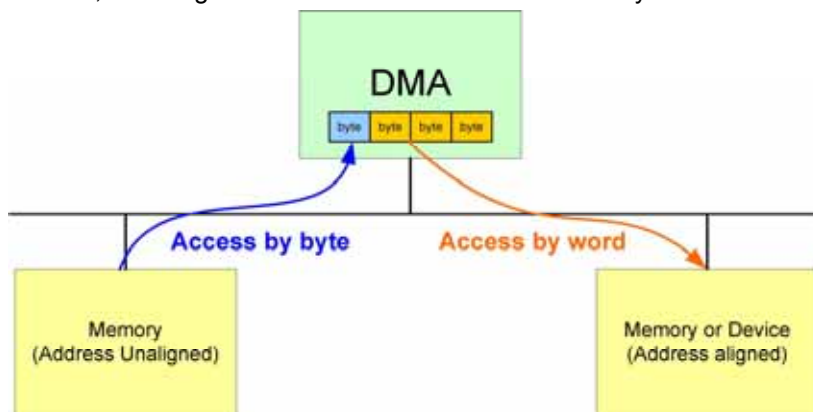 DMA
byte byte byte byte
Access by byte Access by word
Memory
(Address Unaligned)
Memory or Device
(Address aligned)